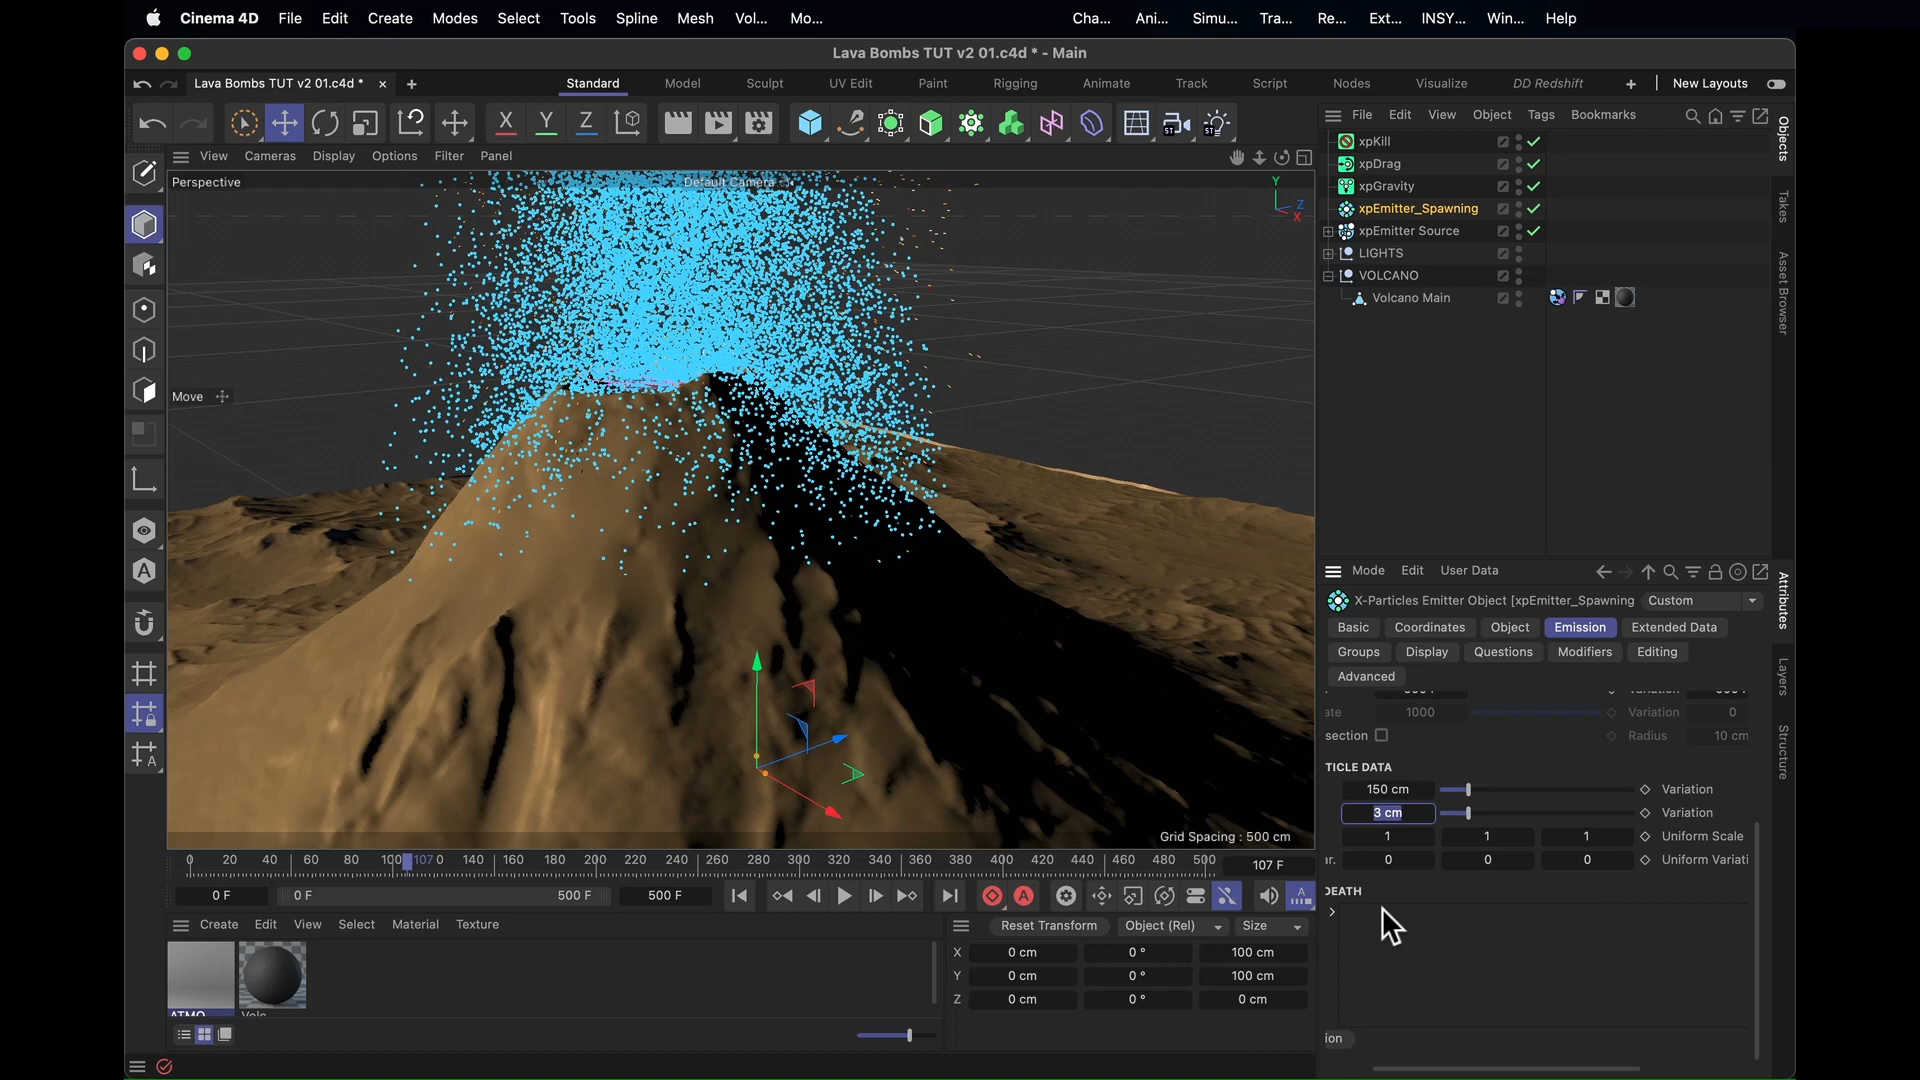 Cinema 4D File Edit Create Modes Select Tools Spline Mesh Vol... Mo... Cha... Ani... Simu... Tra... Re... Ext... INSY... Win... Help
Lava Bombs TUT v2 01.c4d * - Main
Lava Bombs TUT v2 01.c4d * × + Standard Model Sculpt UV Edit Paint Rigging Animate Track Script Nodes Visualize DD Redshift + New Layouts
X Y Z ST ST
File Edit View Object Tags Bookmarks
View Cameras Display Options Filter Panel
Perspective
Default Camera
Y
Z
X
Move
Grid Spacing : 500 cm
xpKill
xpDrag
xpGravity
xpEmitter_Spawning
xpEmitter Source
LIGHTS
VOLCANO
Volcano Main
Objects
Takes
Asset Browser
Mode Edit User Data
X-Particles Emitter Object [xpEmitter_Spawning Custom
Basic Coordinates Object Emission Extended Data
Groups Display Questions Modifiers Editing
Advanced
ate 1000 Variation 0
section Radius 10 cm
TICLE DATA
150 cm Variation
3 cm Variation
1 1 1 Uniform Scale
ar. 0 0 0 Uniform Variati
DEATH
ion
Attributes
Layers
Structure
0 20 40 60 80 100 107 0 140 160 180 200 220 240 260 280 300 320 340 360 380 400 420 440 460 480 500 107 F
0 F 0 F 500 F 500 F
Create Edit View Select Material Texture
ATMO Volc
Reset Transform Object (Rel) Size
X 0 cm 0 ° 100 cm
Y 0 cm 0 ° 100 cm
Z 0 cm 0 ° 0 cm